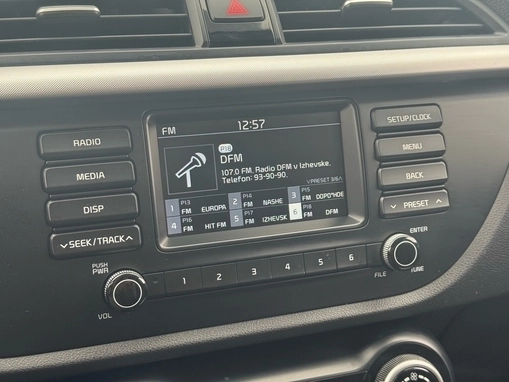 FM 12:57
P18
DFM
107.0 FM, Radio DFM v Izhevske.
Telefon: 93-90-90.
PRESET 3/6
1 P13 FM EUROPA 2 P14 FM NASHE 3 P15 FM DOPO*HOE
4 P16 FM HIT FM 5 P17 FM IZHEVSK 6 P18 FM DFM
RADIO
MEDIA
DISP
SEEK/TRACK
PUSH
PWR
VOL
1 2 3 4 5 6
SETUP/CLOCK
MENU
BACK
PRESET
ENTER
FILE TUNE